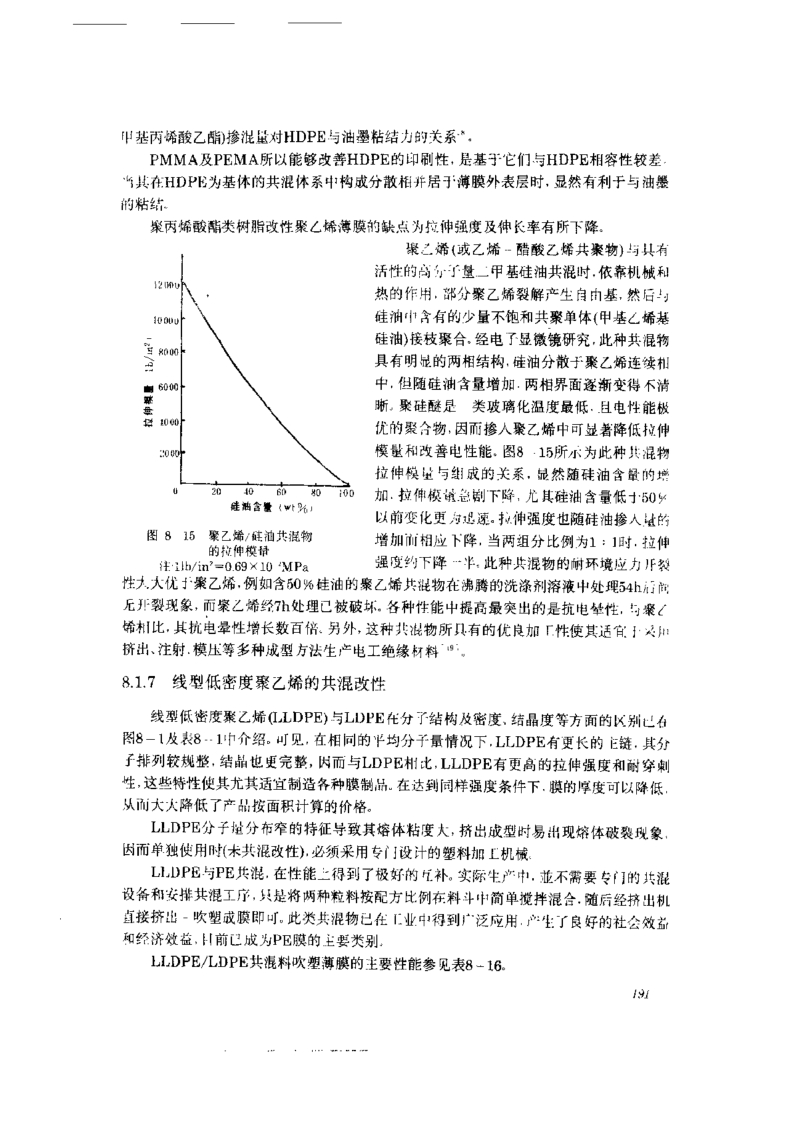 甲基丙烯酸乙酯)掺混量对HDPE与油墨粘结力的关系。
PMMA及PEMA所以能够改善HDPE的印刷性,是基于它们与HDPE相容性较差.
当其在HDPE为基体的共混体系中构成分散相并居于薄膜外表层时,显然有利于与油墨
的粘结。
聚丙烯酸酯类树脂改性聚乙烯薄膜的缺点为拉伸强度及伸长率有所下降。
聚乙烯(或乙烯-醋酸乙烯共聚物)与具有
活性的高分子量二甲基硅油共混时,依靠机械和
热的作用,部分聚乙烯裂解产生自由基,然后与
硅油中含有的少量不饱和共聚单体(甲基乙烯基
硅油)接枝聚合。经电子显微镜研究,此种共混物
具有明显的两相结构,硅油分散于聚乙烯连续相
中,但随硅油含量增加,两相界面逐渐变得不清
晰。聚硅醚是 类玻璃化温度最低,且电性能极
优的聚合物,因而掺入聚乙烯中可显著降低拉伸
模量和改善电性能。图8-15所示为此种共混物
拉伸模量与组成的关系,显然随硅油含量的增
加,拉伸模量急剧下降,尤其硅油含量低于50%
以前变化更为迅速。拉伸强度也随硅油掺入量的
增加而相应下降,当两组分比例为1:1时,拉伸
强度约下降一半。此种共混物的耐环境应力开裂
12000
10000
8000
6000
4000
2000
拉伸模量 lb/in²
0 20 40 60 80 100
硅油含量 (wt%)
图 8 15 聚乙烯/硅油共混物
的拉伸模量
注:1lb/in²=0.69×10 MPa
性大大优于聚乙烯,例如含50%硅油的聚乙烯共混物在沸腾的洗涤剂溶液中处理54h后尚
无开裂现象,而聚乙烯经7h处理已被破坏。各种性能中提高最突出的是抗电晕性,与聚乙
烯相比,其抗电晕性增长数百倍。另外,这种共混物所具有的优良加工性使其适宜于采用
挤出、注射、模压等多种成型方法生产电工绝缘材料。
8.1.7 线型低密度聚乙烯的共混改性
线型低密度聚乙烯(LLDPE)与LDPE在分子结构及密度、结晶度等方面的区别已在
图8-1及表8-1中介绍。可见,在相同的平均分子量情况下,LLDPE有更长的主链,其分
子排列较规整,结晶也更完整,因而与LDPE相比,LLDPE有更高的拉伸强度和耐穿刺
性,这些特性使其尤其适宜制造各种膜制品。在达到同样强度条件下,膜的厚度可以降低,
从而大大降低了产品按面积计算的价格。
LLDPE分子量分布窄的特征导致其熔体粘度大,挤出成型时易出现熔体破裂现象,
因而单独使用时(未共混改性),必须采用专门设计的塑料加工机械。
LLDPE与PE共混,在性能上得到了极好的互补。实际生产中,并不需要专门的共混
设备和安排共混工序,只是将两种粒料按配方比例在料斗中简单搅拌混合,随后经挤出机
直接挤出-吹塑成膜即可。此类共混物已在工业中得到广泛应用,产生了良好的社会效益
和经济效益,目前已成为PE膜的主要类别。
LLDPE/LDPE共混料吹塑薄膜的主要性能参见表8-16。
191